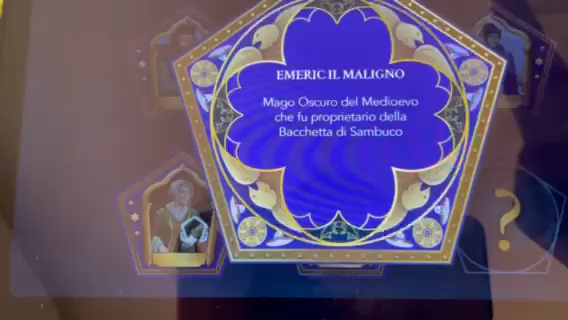 EMERIC IL MALIGNO
Mago Oscuro del Medioevo
che fu proprietario della
Bacchetta di Sambuco
?